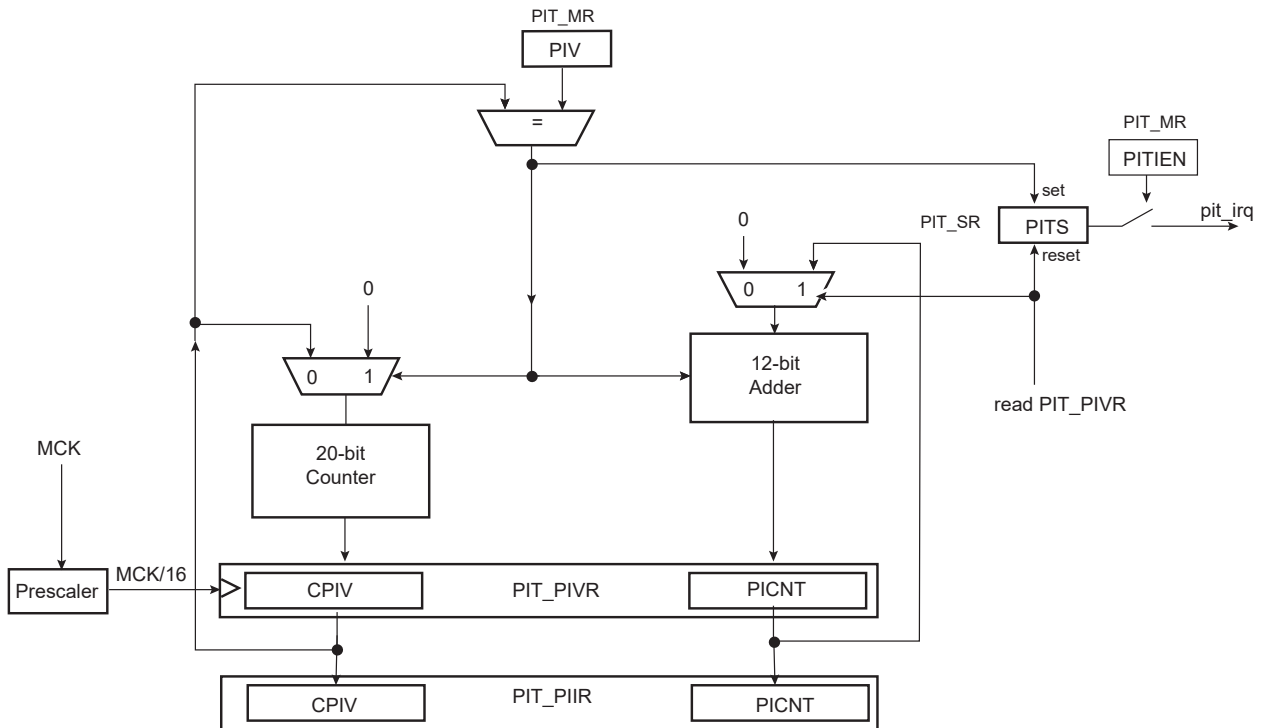 PIT_MR
PIV
=
PIT_MR
PITIEN
set
0
PIT_SR
PITS
pit_irq
reset
0
0 1
0
0 1
12-bit
Adder
read PIT_PIVR
MCK
20-bit
Counter
Prescaler
MCK/16
CPIV
PIT_PIVR
PICNT
CPIV
PIT_PIIR
PICNT